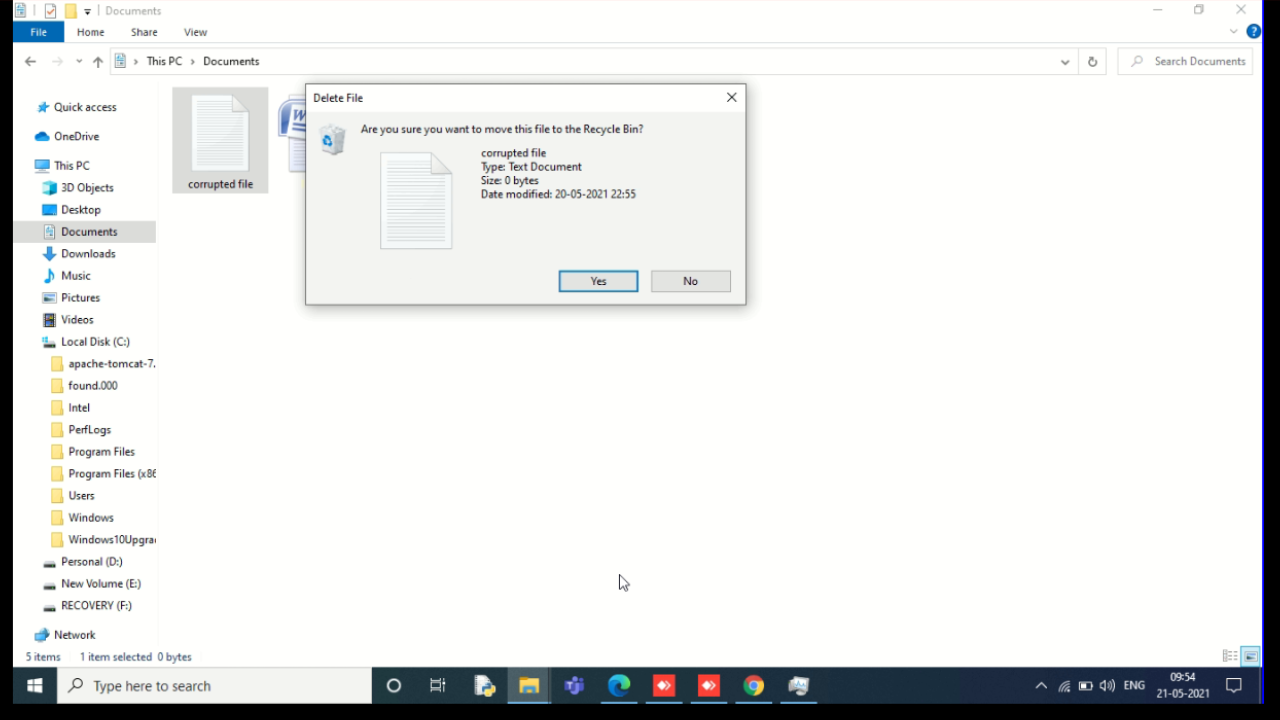 Documents
File Home Share View
This PC Documents
Search Documents
Quick access
OneDrive
This PC
3D Objects
Desktop
Documents
Downloads
Music
Pictures
Videos
Local Disk (C:)
apache-tomcat-7.
found.000
Intel
PerfLogs
Program Files
Program Files (x86
Users
Windows
Windows10Upgra
Personal (D:)
New Volume (E:)
RECOVERY (F:)
Network
corrupted file
W
Delete File
Are you sure you want to move this file to the Recycle Bin?
corrupted file
Type: Text Document
Size: 0 bytes
Date modified: 20-05-2021 22:55
Yes No
5 items 1 item selected 0 bytes
Type here to search
ENG
09:54
21-05-2021